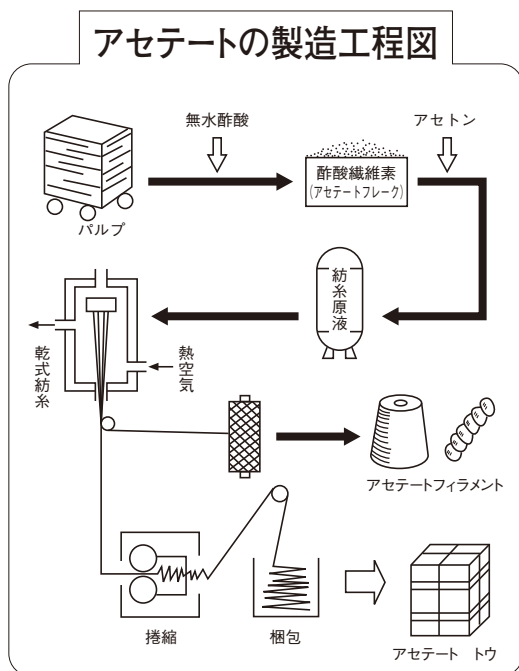 アセテートの製造工程図
無水酢酸
アセトン
酢酸繊維素
(アセテートフレーク)
パルプ
紡糸原液
乾式紡糸
熱空気
アセテートフィラメント
捲縮
梱包
アセテート　トウ